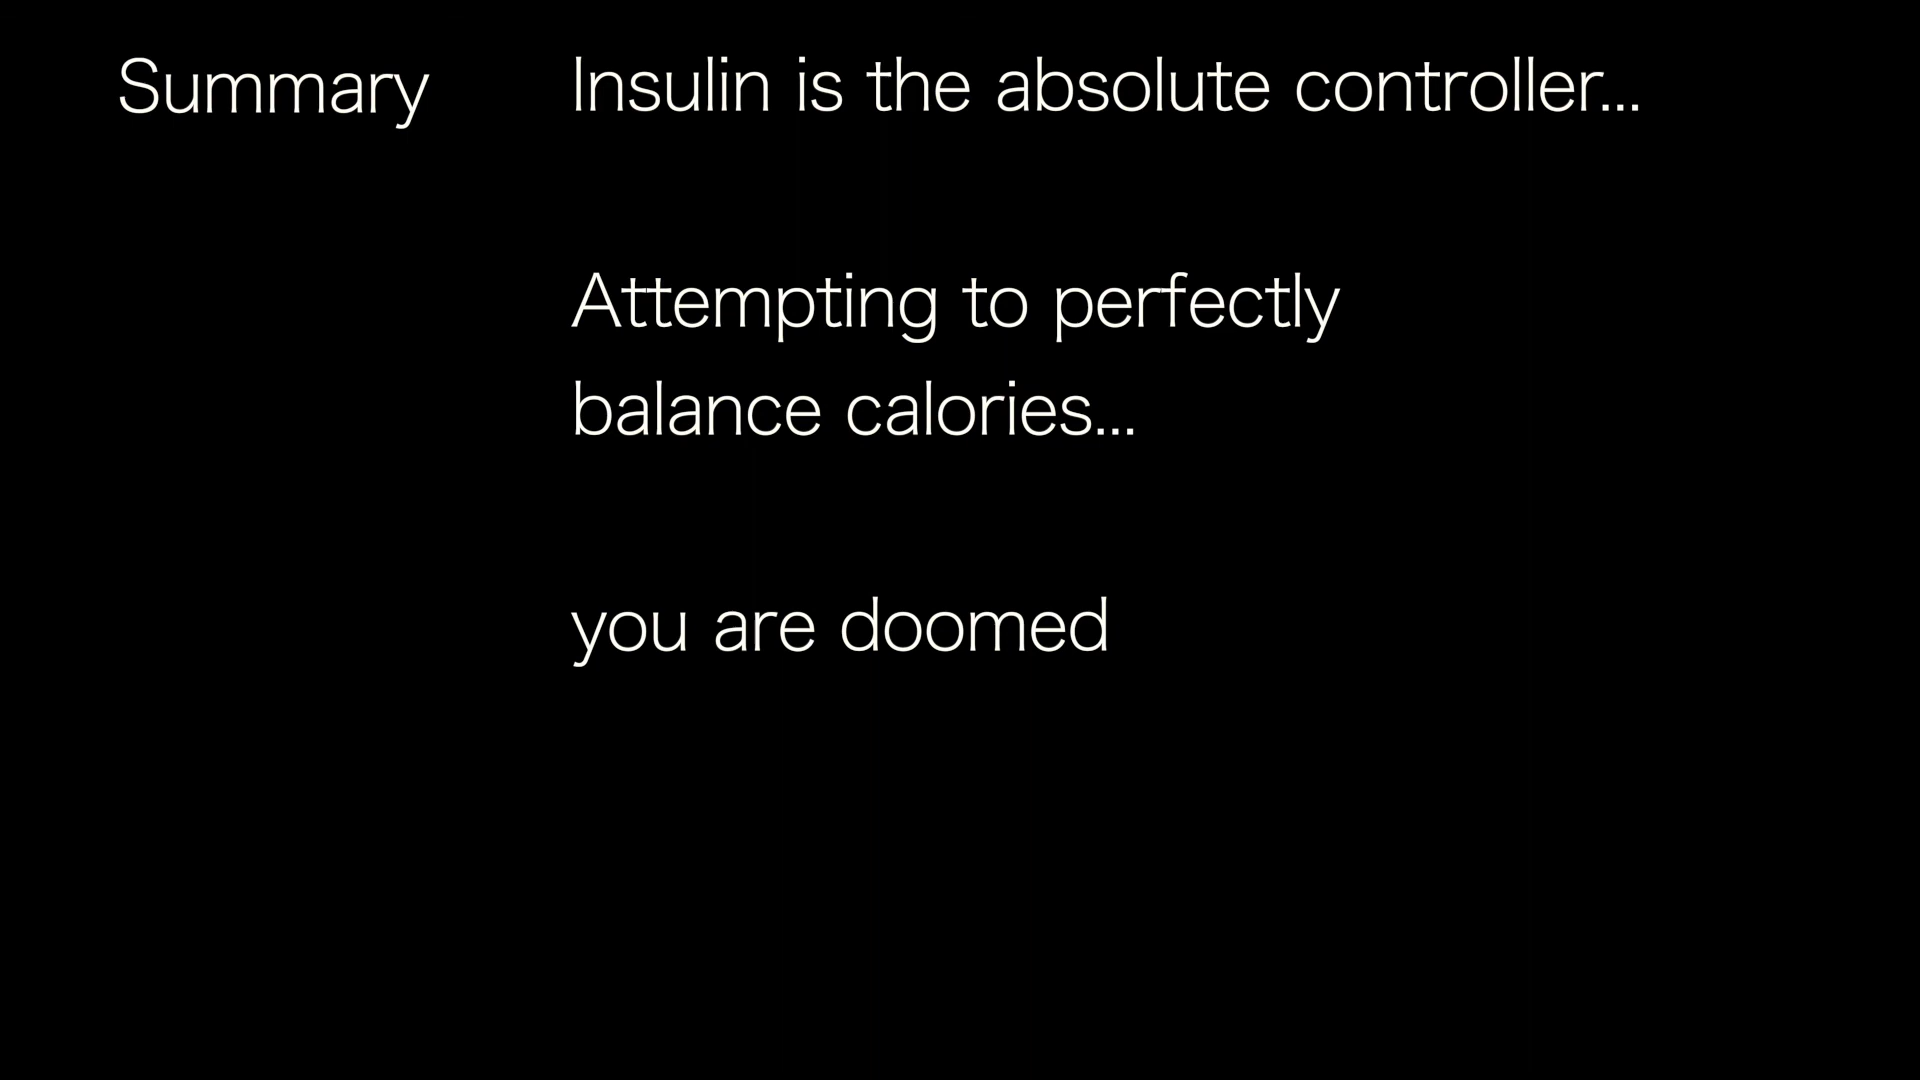 Summary
Insulin is the absolute controller...
Attempting to perfectly
balance calories...
you are doomed